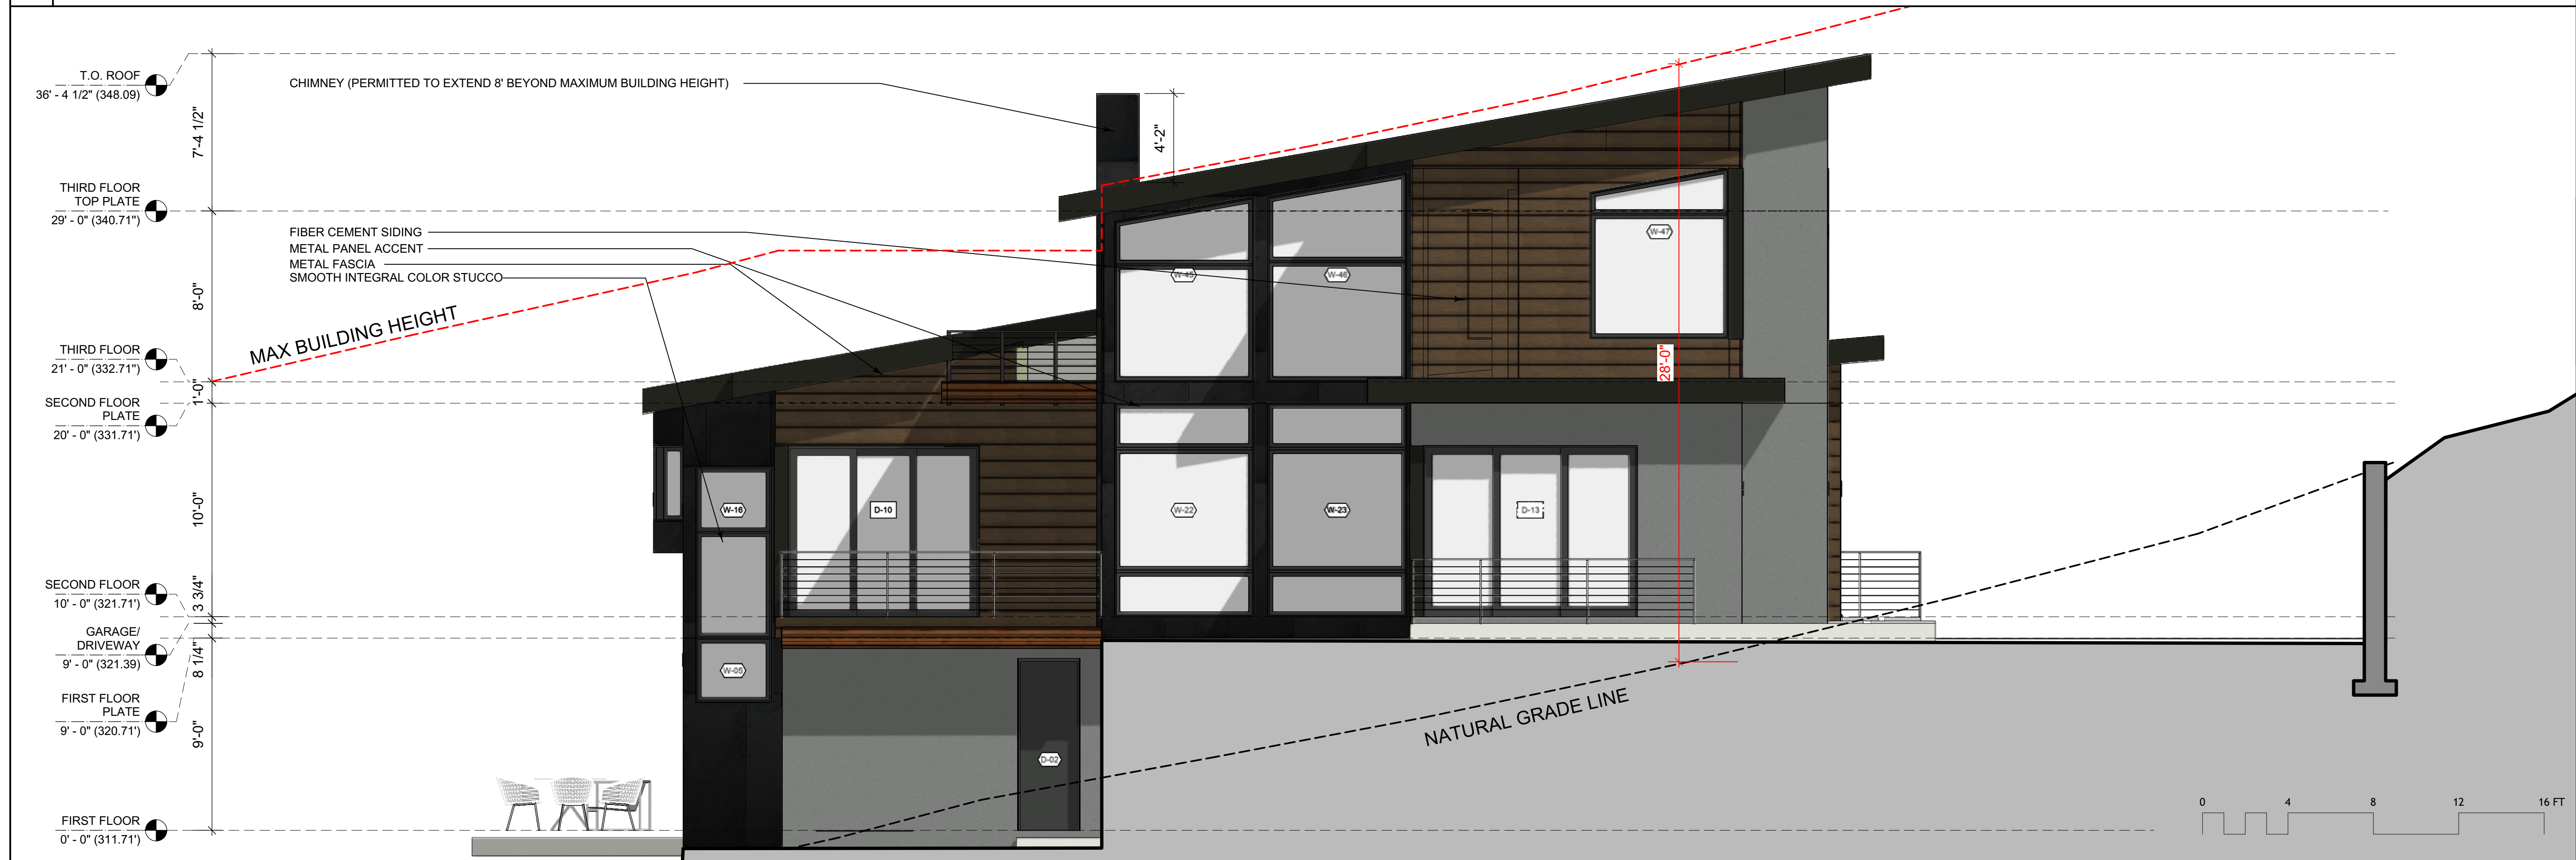 T.O. ROOF
36' - 4 1/2" (348.09)
THIRD FLOOR
TOP PLATE
29' - 0" (340.71")
THIRD FLOOR
21' - 0" (332.71")
SECOND FLOOR
PLATE
20' - 0" (331.71')
SECOND FLOOR
10' - 0" (321.71')
GARAGE/
DRIVEWAY
9' - 0" (321.39)
FIRST FLOOR
PLATE
9' - 0" (320.71')
FIRST FLOOR
0' - 0" (311.71')
7'-4 1/2"
8'-0"
1'-0"
10'-0"
3 3/4"
8 1/4"
9'-0"
CHIMNEY (PERMITTED TO EXTEND 8' BEYOND MAXIMUM BUILDING HEIGHT)
4'-2"
FIBER CEMENT SIDING
METAL PANEL ACCENT
METAL FASCIA
SMOOTH INTEGRAL COLOR STUCCO
MAX BUILDING HEIGHT
W-45
W-46
W-47
28'-0"
W-16
D-10
W-22
W-23
D-13
W-05
D-02
NATURAL GRADE LINE
0 4 8 12 16 FT